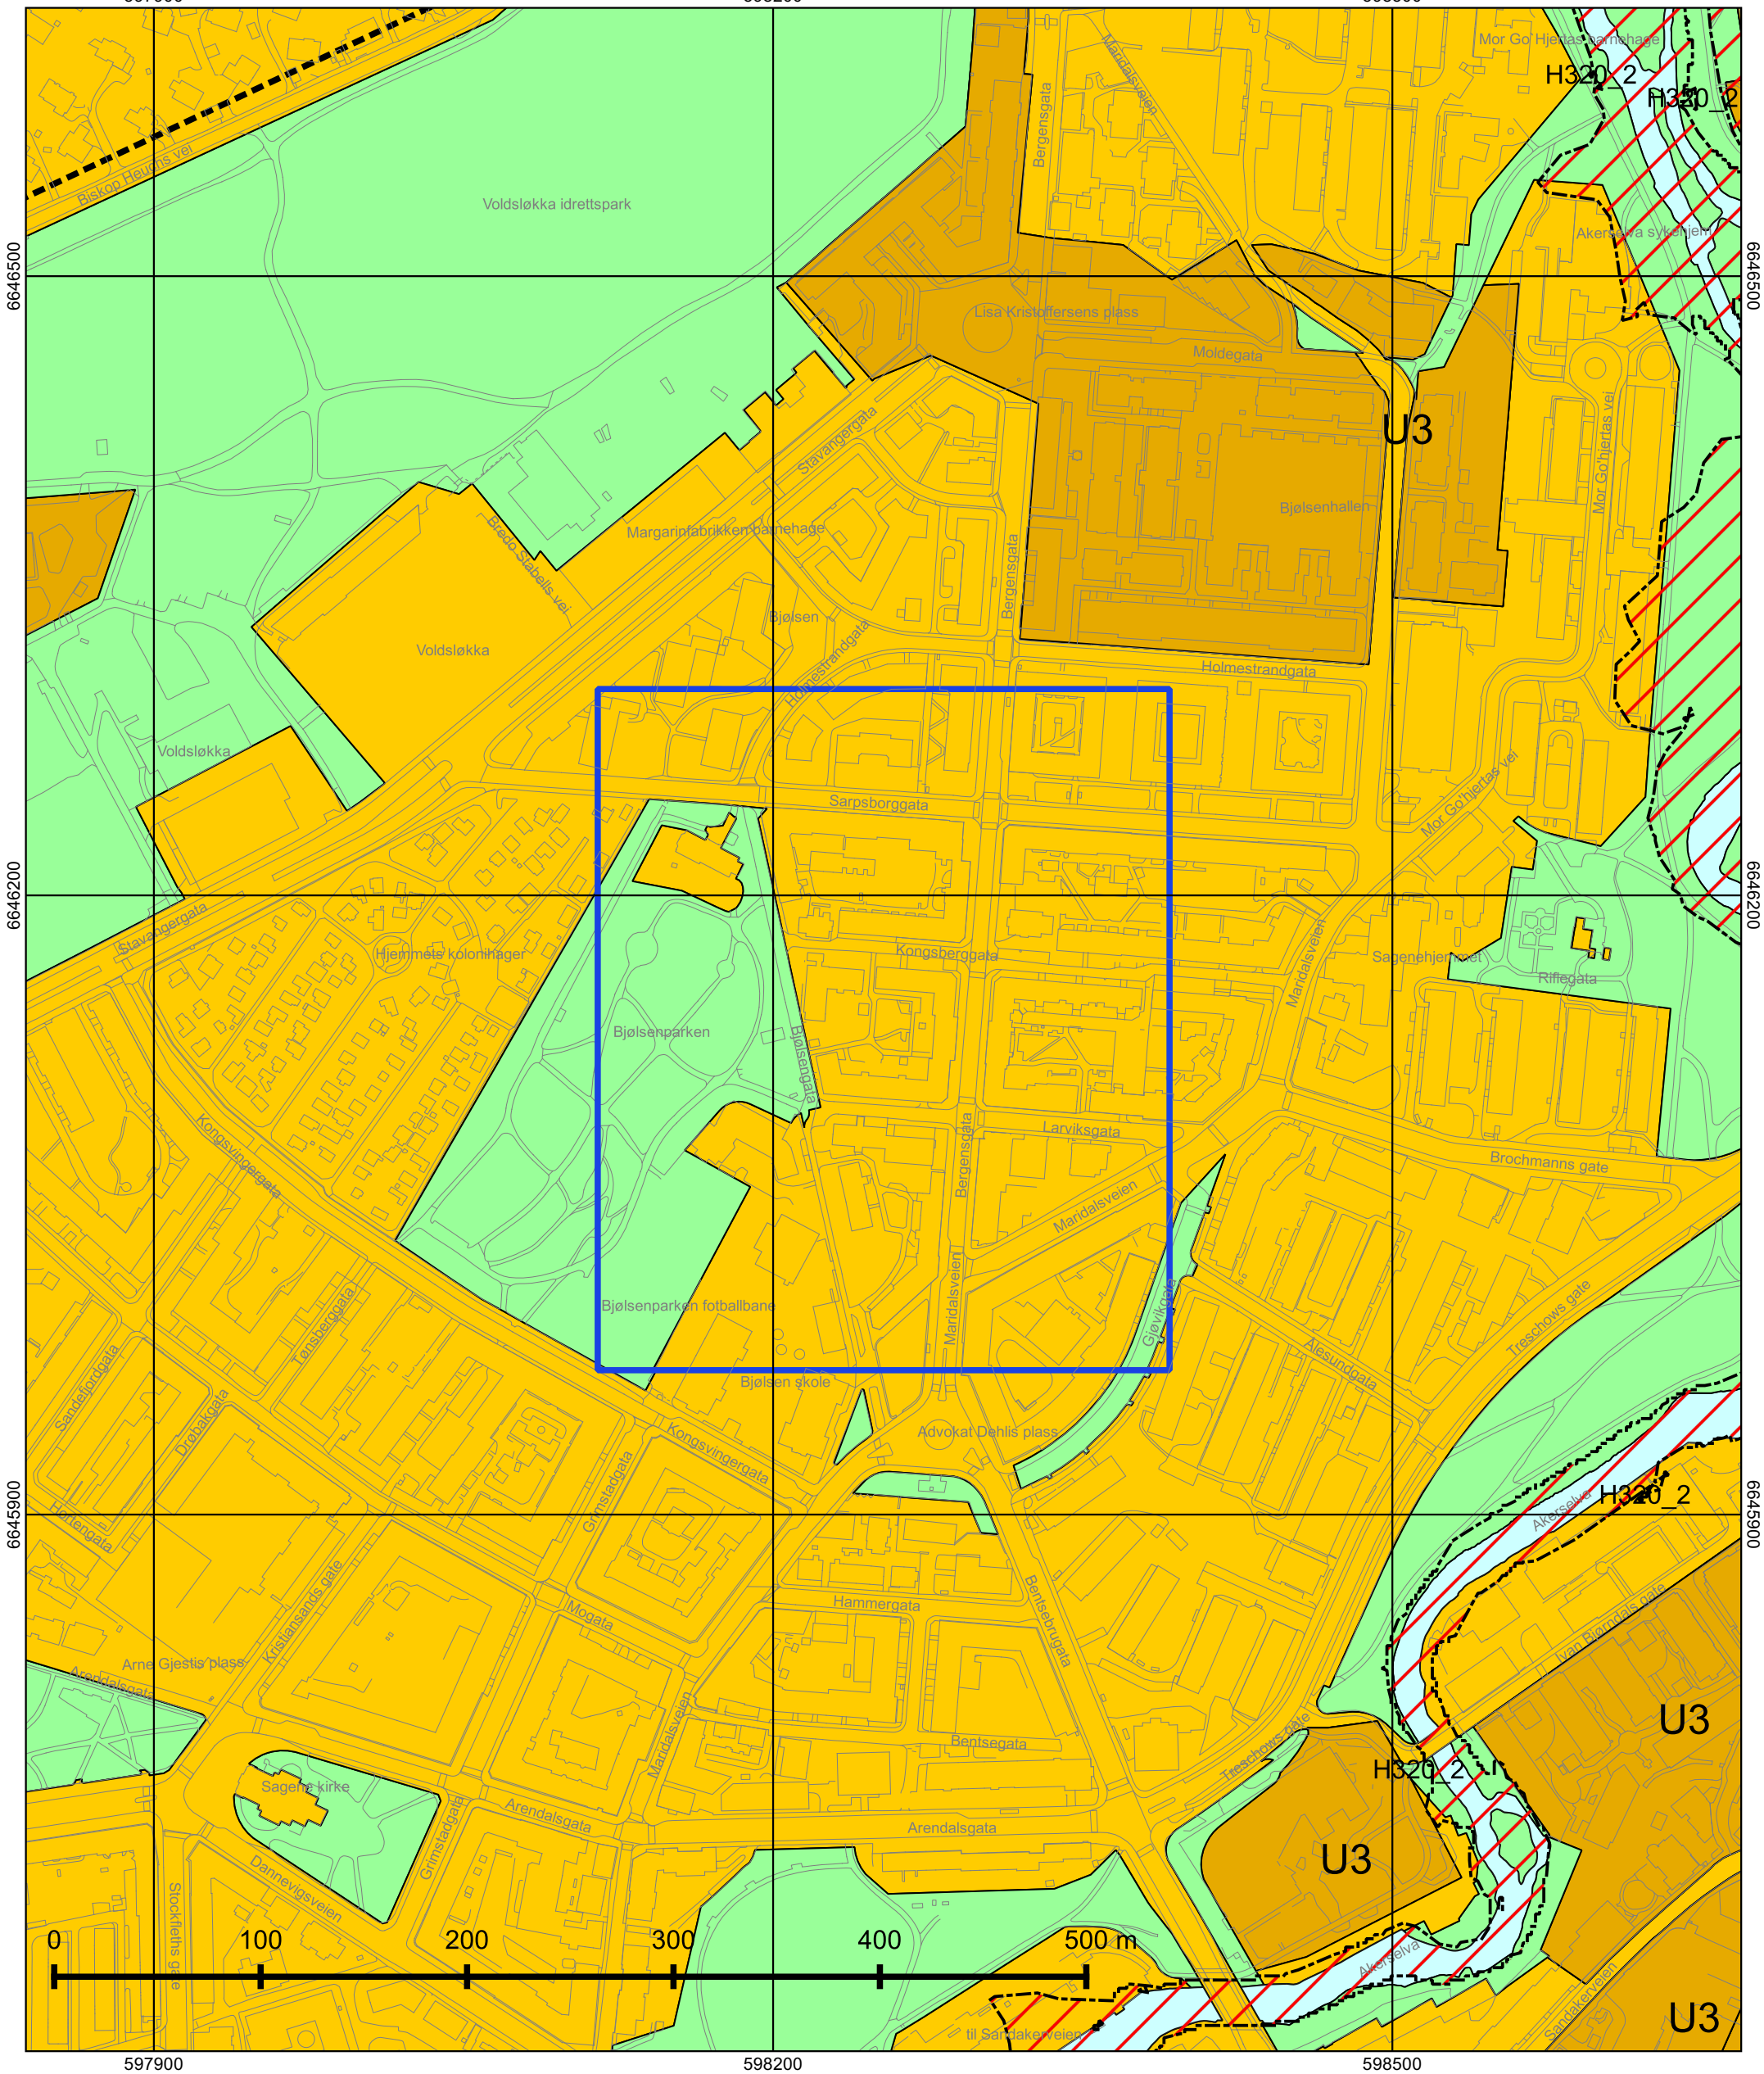 Mor Go'Hjertas barnehage
H320_2
H320_2
Maridalsveien
Bergensgata
Biskop Heuchs vei
Voldsløkka idrettspark
Akerselva sykehjem
6646500
6646500
Lisa Kristoffersens plass
Moldegata
U3
Stavangergata
Mor Go'hjertas vei
Bjølsenhallen
Margarinfabrikken barnehage
Bredo Stabells vei
Bergensgata
Bjølsen
Voldsløkka
Holmestrandgata
Holmestrandgata
Voldsløkka
Sarpsborggata
Mor Go'hjertas vei
6646200
6646200
Stavangergata
Hjemmets kolonihager
Kongsberggata
Maridalsveien
Sagenehjemmet
Riflegata
Bjølsenparken
Bjølsengata
Kongsvingergata
Bergensgata
Larviksgata
Brochmanns gate
Maridalsveien
Maridalsveien
Gjøvikgata
Bjølsenparken fotballbane
Tønsberggata
Treschows gate
Ålesundgata
Sandefjordgata
Drøbakgata
Bjølsen skole
Advokat Dehlis plass
Kongsvingergata
Grimstadgata
H320_2
Akerselva
6645900
6645900
Hortengata
Kristiansands gate
Mogata
Hammergata
Bentsebrugata
Ivan Bjørndals gate
Arne Gjestis plass
Arendalsgata
Maridalsveien
U3
Bentsegata
Treschows gate
H320_2
Sagene kirke
Arendalsgata
Arendalsgata
Grimstadgata
U3
Dannevigsveien
Stockfleths gate
0 100 200 300 400 500 m
Akerselva
Sandakerveien
til Sandakerveien
U3
597900 598200 598500